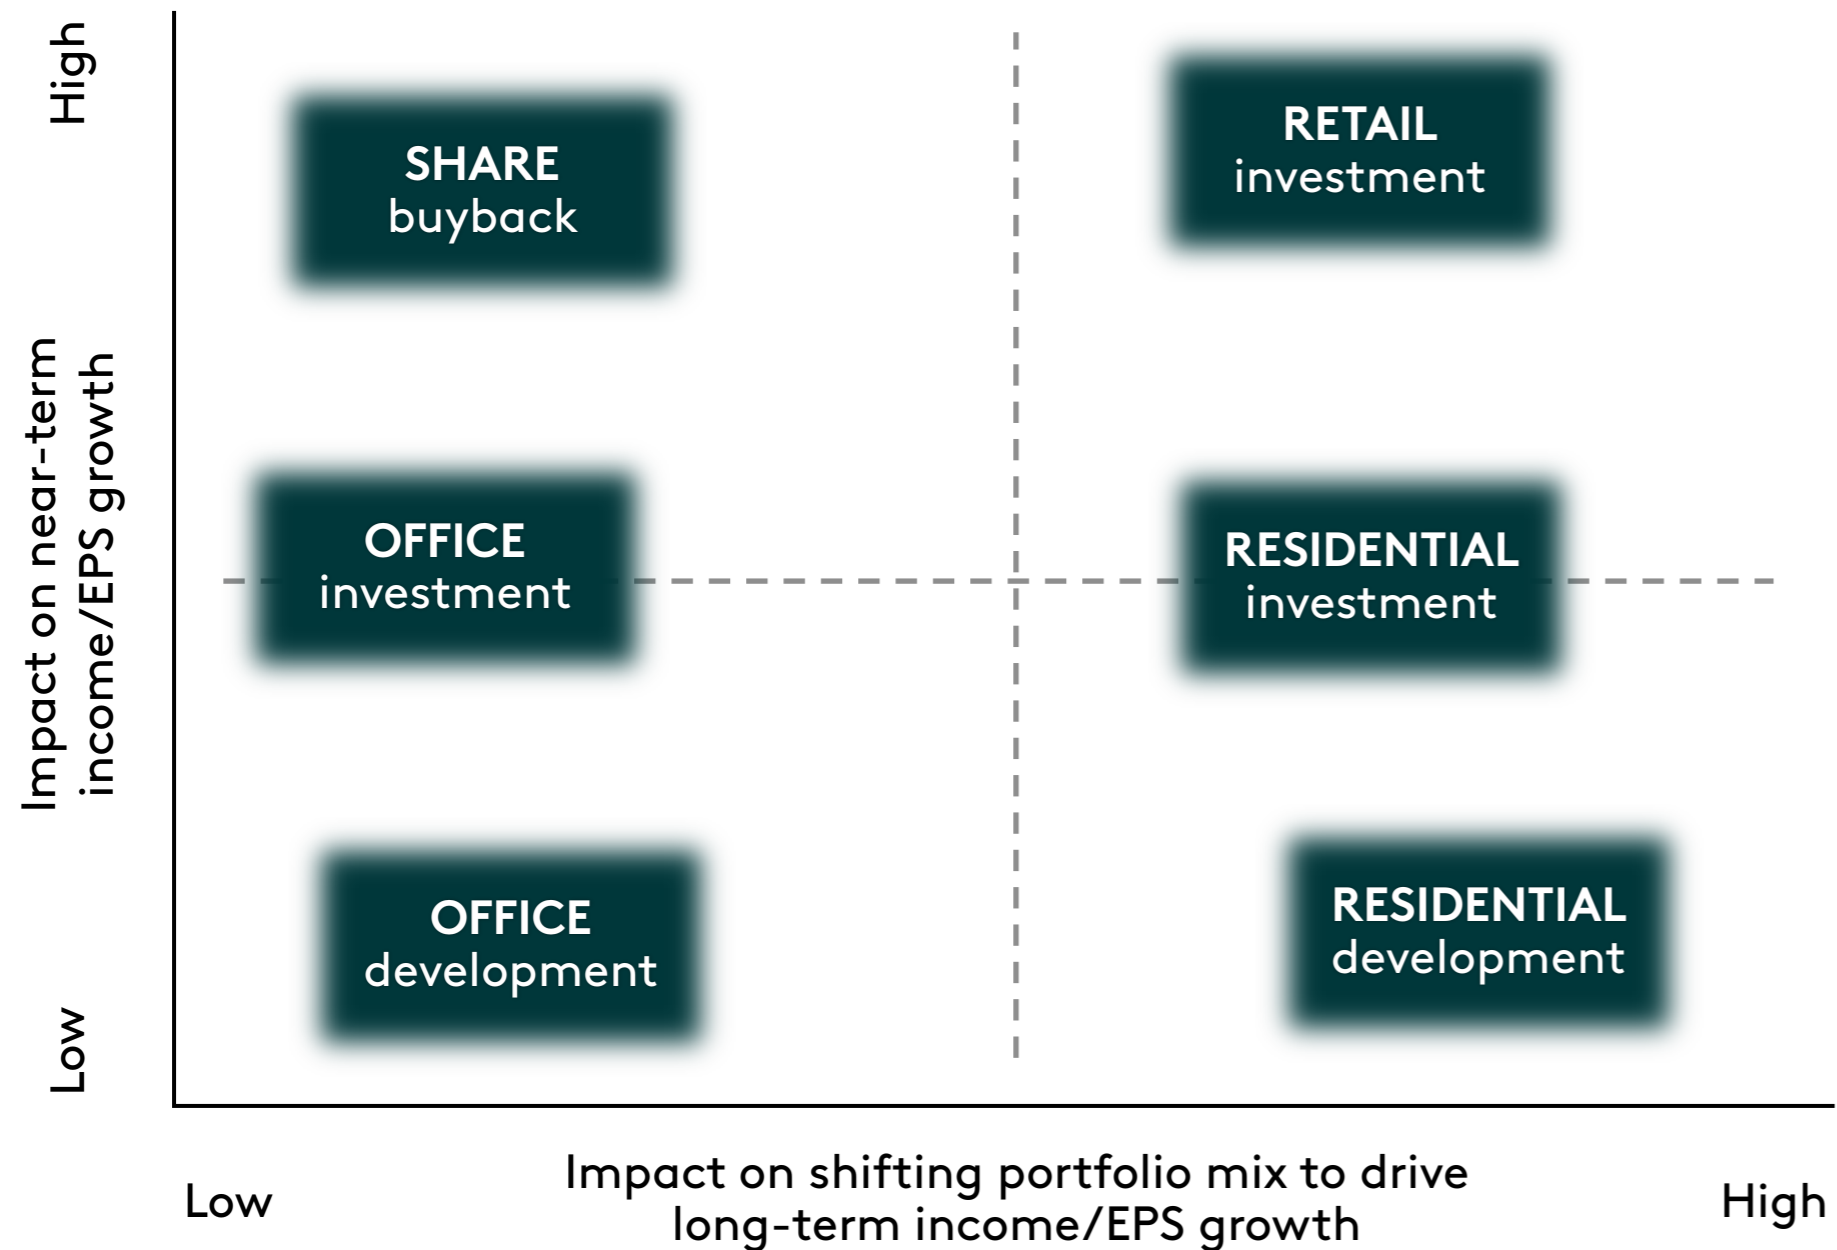 High
Impact on near-term
income/EPS growth
Low
SHARE
buyback
RETAIL
investment
OFFICE
investment
RESIDENTIAL
investment
OFFICE
development
RESIDENTIAL
development
Low
Impact on shifting portfolio mix to drive
long-term income/EPS growth
High